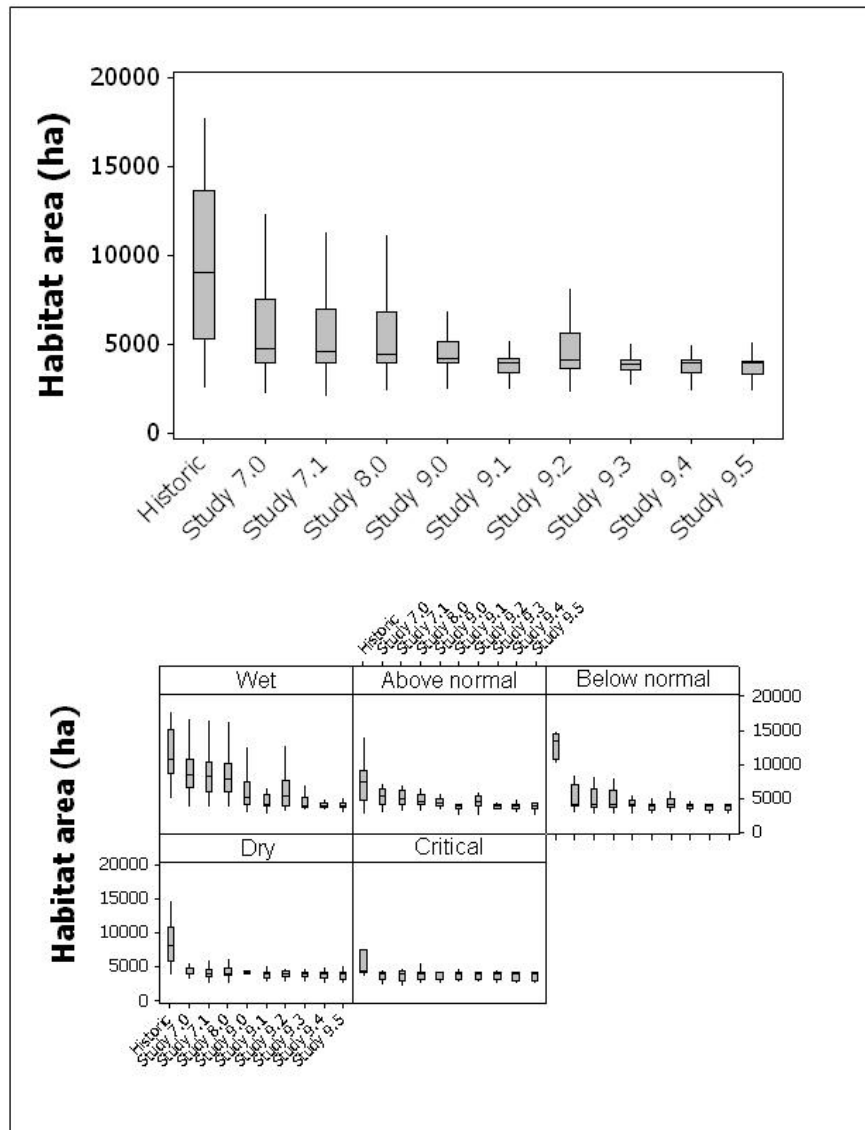 Habitat area (ha)
20000
15000
10000
5000
0
Historic
Study 7.0
Study 7.1
Study 8.0
Study 9.0
Study 9.1
Study 9.2
Study 9.3
Study 9.4
Study 9.5
Historic
Study 7.0
Study 7.1
Study 8.0
Study 9.0
Study 9.1
Study 9.2
Study 9.3
Study 9.4
Study 9.5
Habitat area (ha)
Wet
Above normal
Below normal
20000
15000
10000
5000
0
Dry
Critical
20000
15000
10000
5000
0
Historic
Study 7.0
Study 7.1
Study 8.0
Study 9.0
Study 9.1
Study 9.2
Study 9.3
Study 9.4
Study 9.5